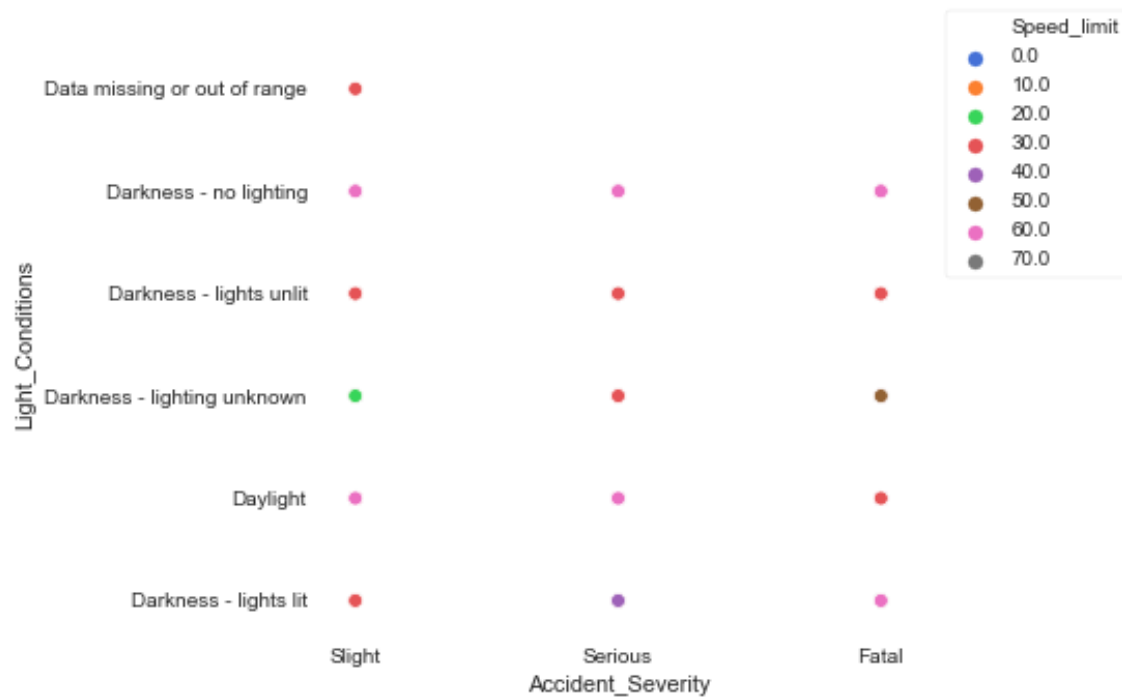 Speed_limit
0.0
10.0
20.0
30.0
40.0
50.0
60.0
70.0
Data missing or out of range
Darkness - no lighting
Darkness - lights unlit
Darkness - lighting unknown
Daylight
Darkness - lights lit
Light_Conditions
Slight
Serious
Fatal
Accident_Severity